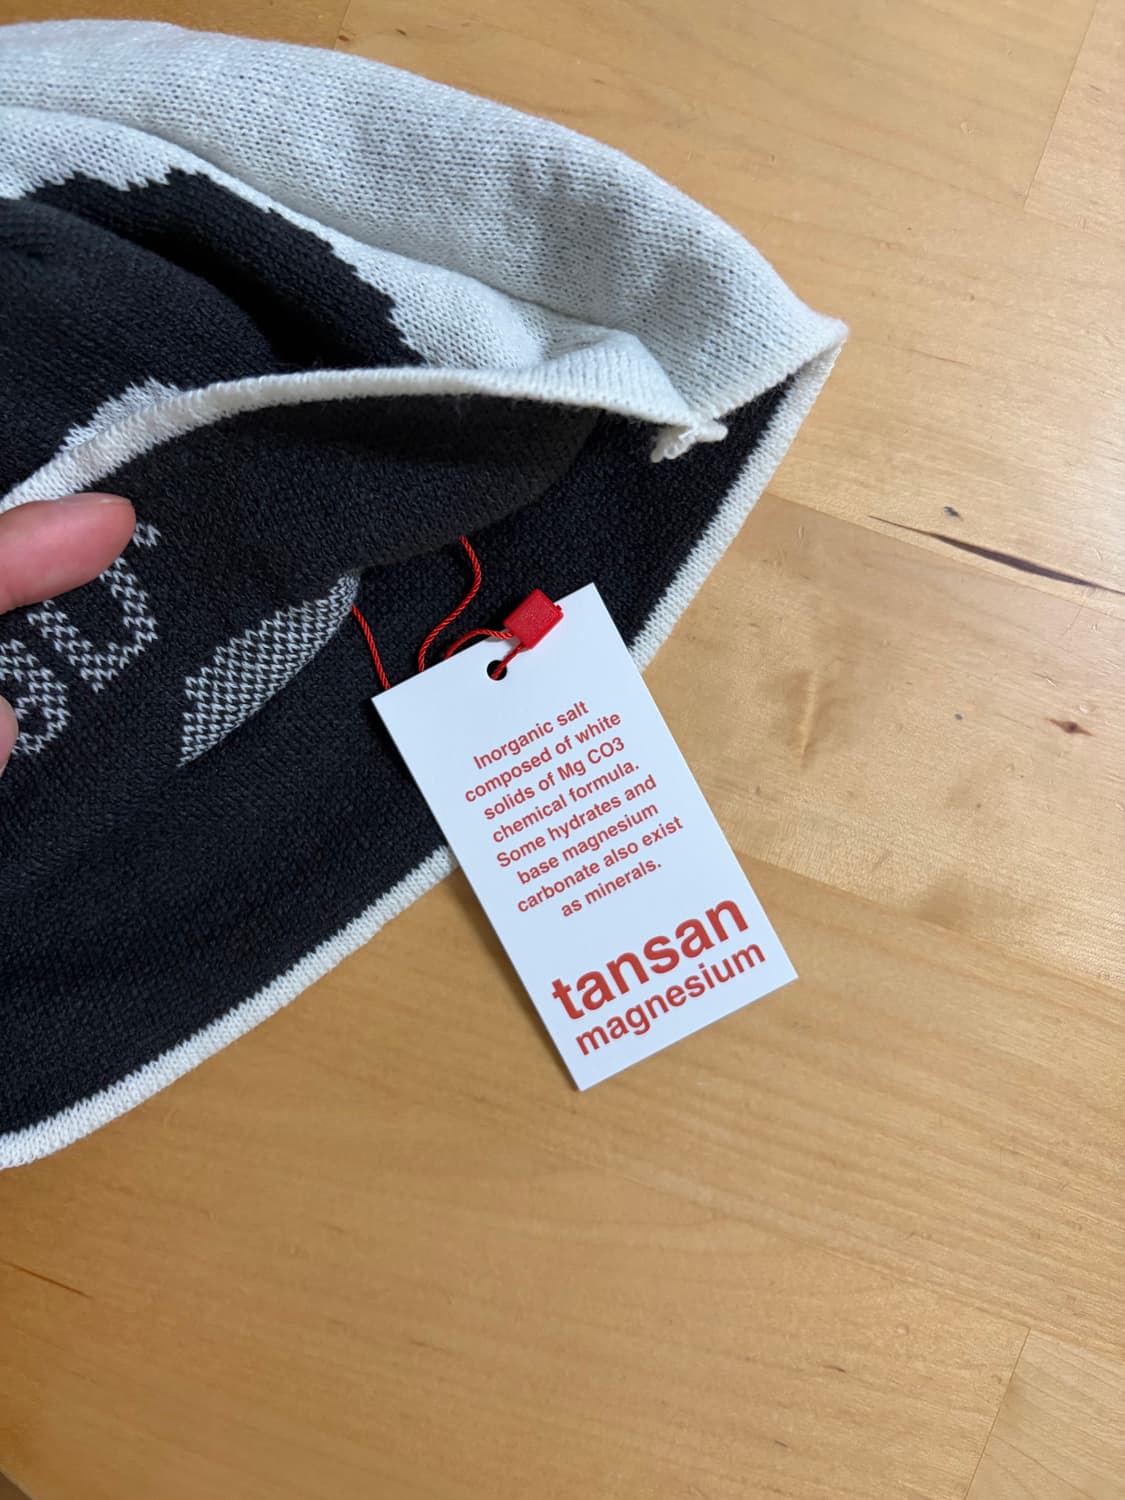 Inorganic salt
composed of white
solids of Mg CO3
chemical formula.
Some hydrates and
base magnesium
carbonate also exist
as minerals.
tansan
magnesium